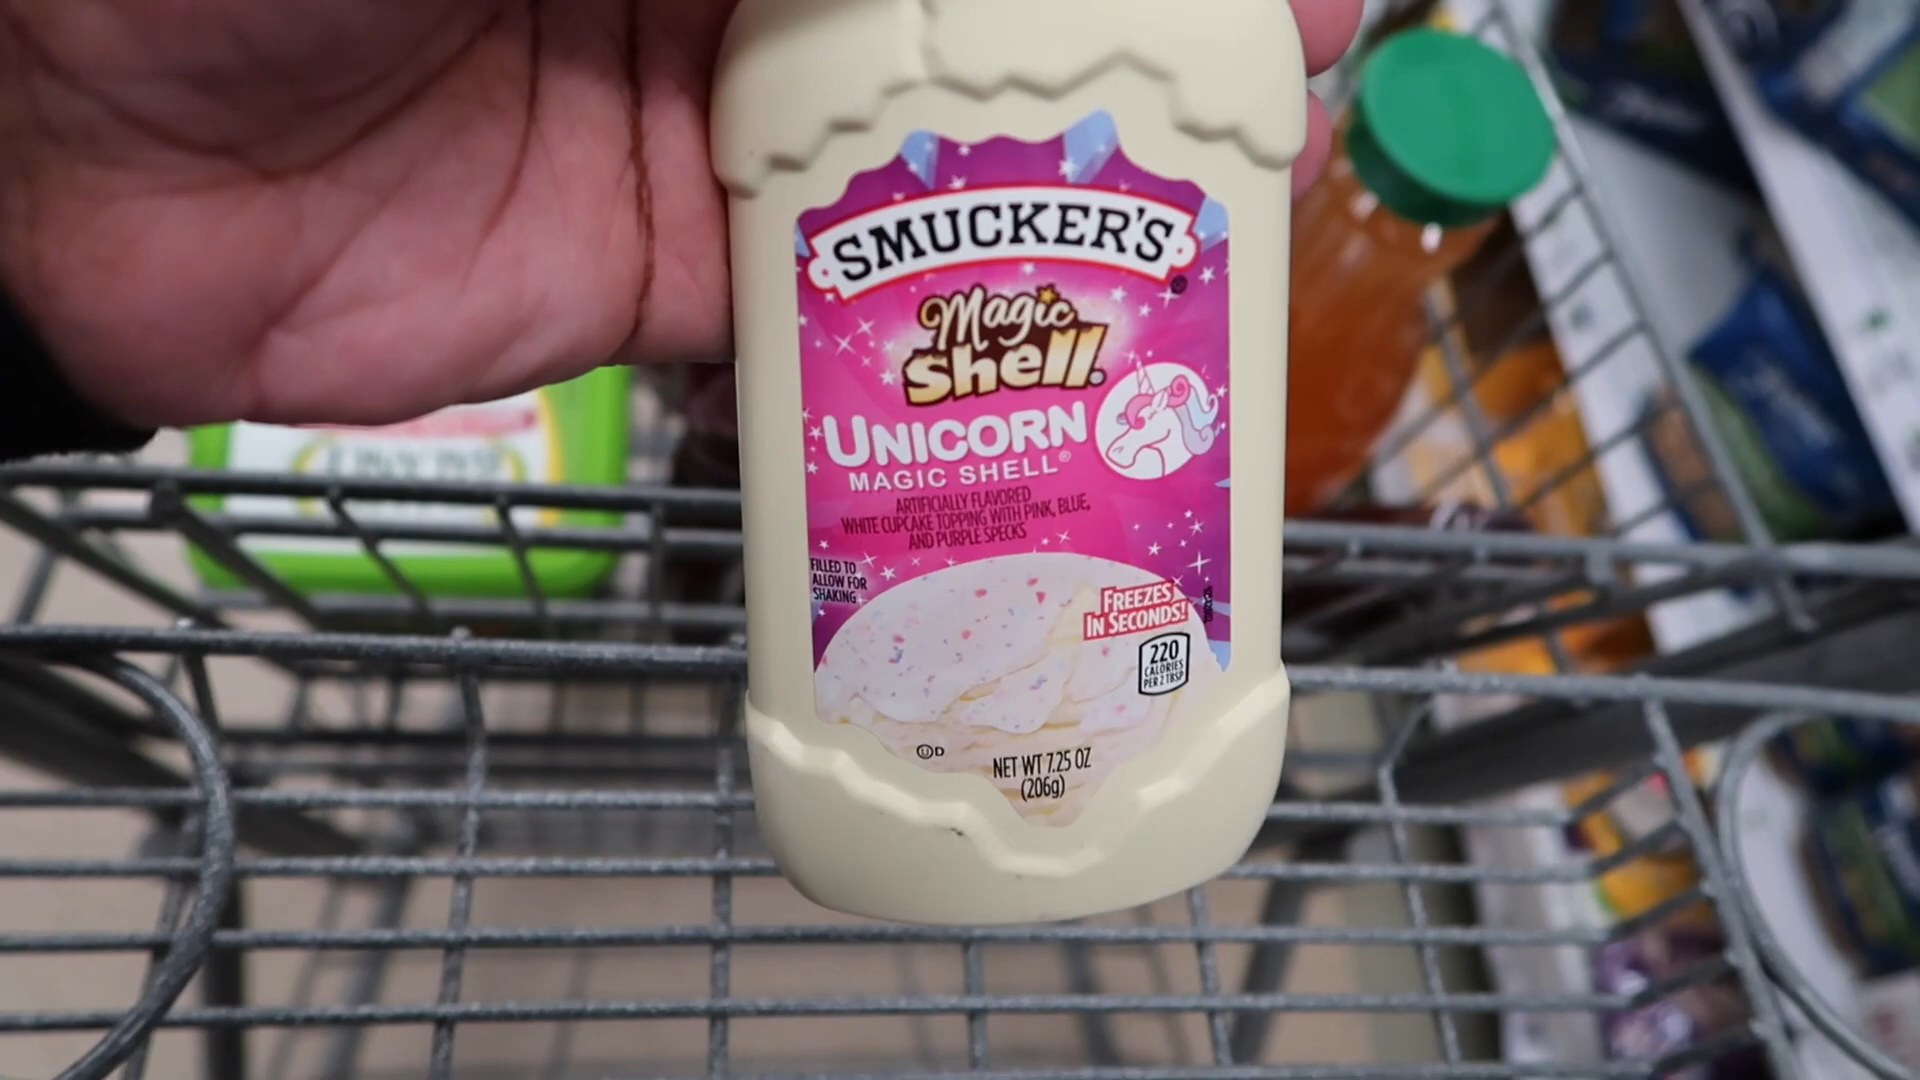 SMUCKER'S
Magic
Shell®
UNICORN
MAGIC SHELL®
ARTIFICIALLY FLAVORED
WHITE CUPCAKE TOPPING WITH PINK, BLUE,
AND PURPLE SPECKS
FILLED TO
ALLOW FOR
SHAKING
FREEZES
IN SECONDS!
220
CALORIES
PER 2 TBSP
Ⓤ D
NET WT 7.25 OZ
(206g)